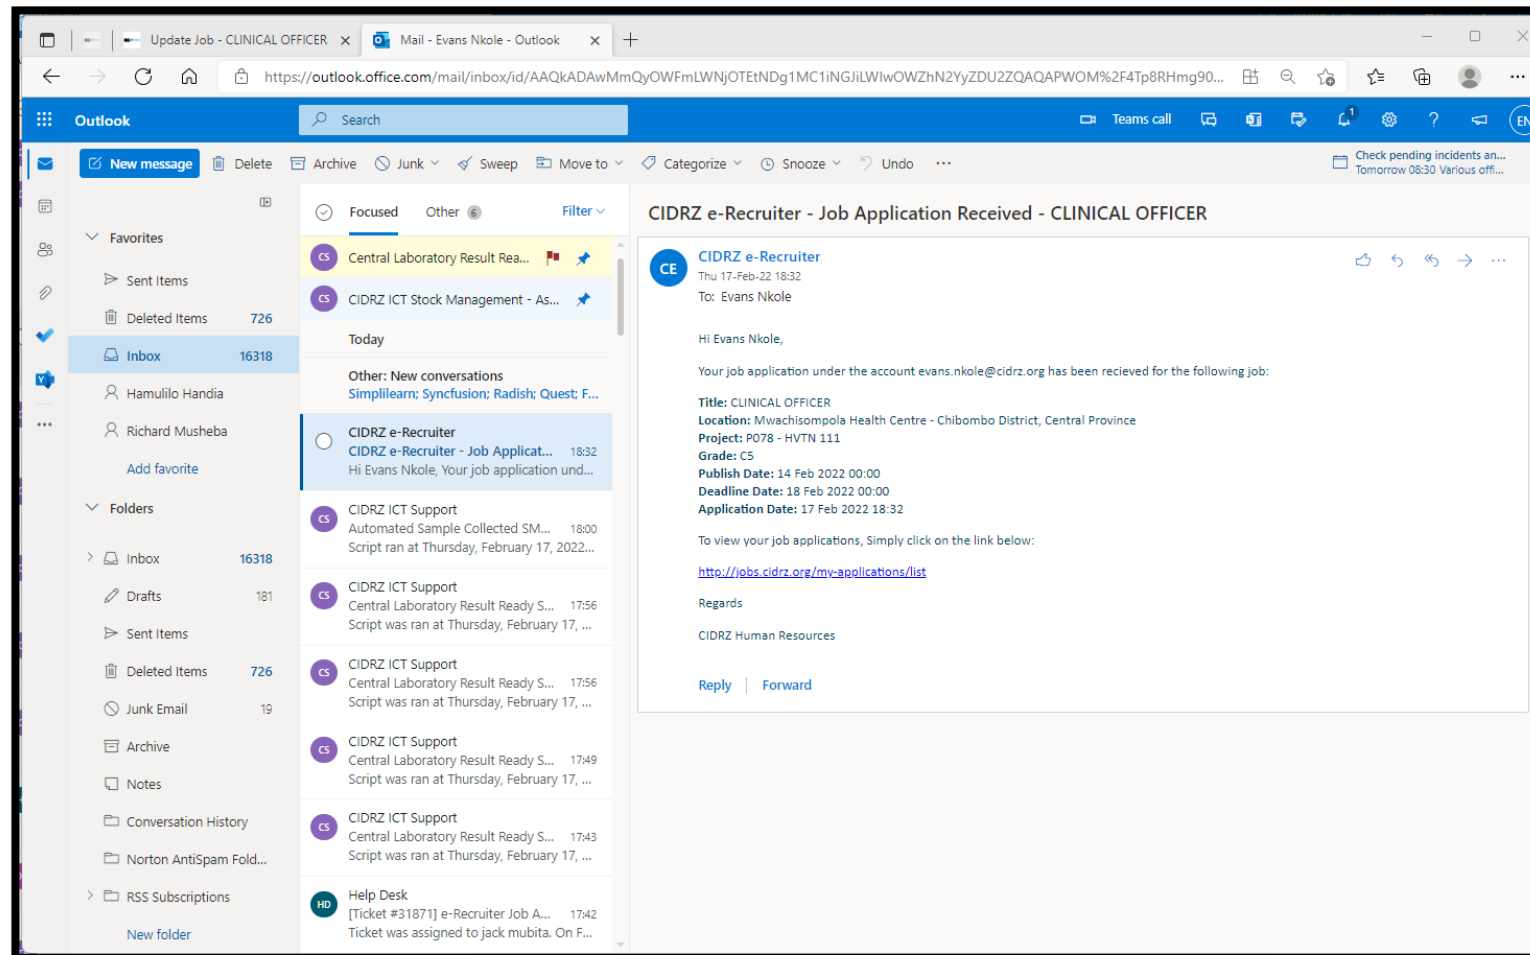 Update Job - CLINICAL OFFICER
Mail - Evans Nkole - Outlook
https://outlook.office.com/mail/inbox/id/AAQkADAwMmQyOWFmLWNjOTEtNDg1MC1iNGJiLWIwOWZhN2YyZDU2ZQAQAPWOM%2F4Tp8RHmg90...
Outlook
Search
Teams call
1
EN
New message
Delete
Archive
Junk
Sweep
Move to
Categorize
Snooze
Undo
Check pending incidents an...
Tomorrow 08:30 Various offi...
Favorites
Sent Items
Deleted Items 726
Inbox 16318
Hamulilo Handia
Richard Musheba
Add favorite
Folders
Inbox 16318
Drafts 181
Sent Items
Deleted Items 726
Junk Email 19
Archive
Notes
Conversation History
Norton AntiSpam Fold...
RSS Subscriptions
New folder
Focused
Other 6
Filter
CS
Central Laboratory Result Rea...
CS
CIDRZ ICT Stock Management - As...
Today
Other: New conversations
Simplilearn; Syncfusion; Radish; Quest; F...
CIDRZ e-Recruiter
CIDRZ e-Recruiter - Job Applicat... 18:32
Hi Evans Nkole, Your job application und...
CS
CIDRZ ICT Support
Automated Sample Collected SM... 18:00
Script ran at Thursday, February 17, 2022...
CS
CIDRZ ICT Support
Central Laboratory Result Ready S... 17:56
Script was ran at Thursday, February 17, ...
CS
CIDRZ ICT Support
Central Laboratory Result Ready S... 17:56
Script was ran at Thursday, February 17, ...
CS
CIDRZ ICT Support
Central Laboratory Result Ready S... 17:49
Script was ran at Thursday, February 17, ...
CS
CIDRZ ICT Support
Central Laboratory Result Ready S... 17:43
Script was ran at Thursday, February 17, ...
HD
Help Desk
[Ticket #31871] e-Recruiter Job A... 17:42
Ticket was assigned to jack mubita. On F...
CIDRZ e-Recruiter - Job Application Received - CLINICAL OFFICER
CE
CIDRZ e-Recruiter
Thu 17-Feb-22 18:32
To: Evans Nkole
Hi Evans Nkole,
Your job application under the account evans.nkole@cidrz.org has been recieved for the following job:
Title: CLINICAL OFFICER
Location: Mwachisompola Health Centre - Chibombo District, Central Province
Project: P078 - HVTN 111
Grade: C5
Publish Date: 14 Feb 2022 00:00
Deadline Date: 18 Feb 2022 00:00
Application Date: 17 Feb 2022 18:32
To view your job applications, Simply click on the link below:
http://jobs.cidrz.org/my-applications/list
Regards
CIDRZ Human Resources
Reply
Forward